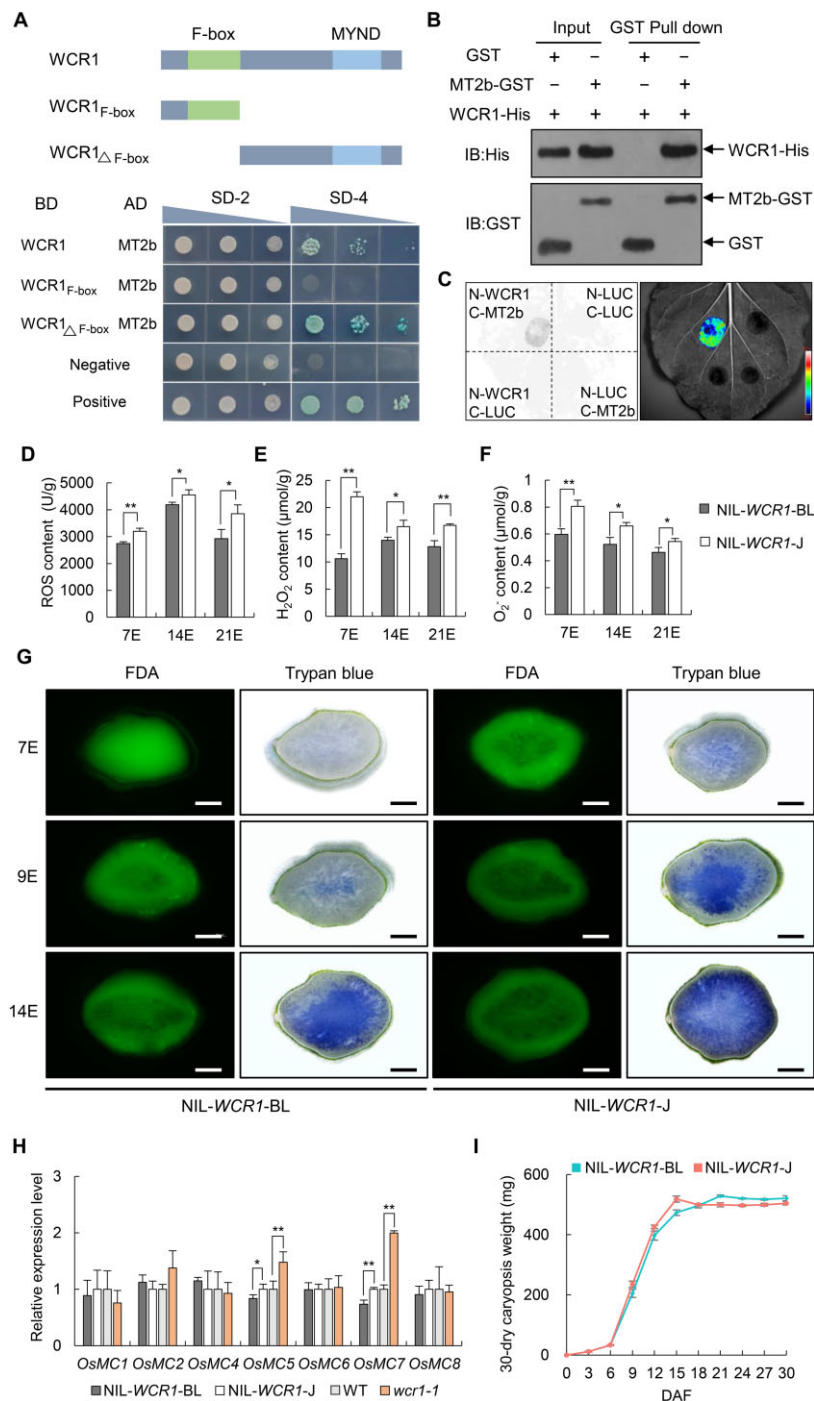 A
F-box MYND
WCR1
WCR1F-box
WCR1△ F-box
BD AD SD-2 SD-4
WCR1 MT2b
WCR1F-box MT2b
WCR1△ F-box MT2b
Negative
Positive
B
Input GST Pull down
GST + – + –
MT2b-GST – + – +
WCR1-His + + + +
IB:His WCR1-His
IB:GST MT2b-GST
GST
C
N-WCR1 N-LUC
C-MT2b C-LUC
N-WCR1 N-LUC
C-LUC C-MT2b
D
ROS content (U/g)
5000
4000
3000
2000
1000
0
** * *
7E 14E 21E
E
H2O2 content (μmol/g)
25
20
15
10
5
0
** * **
7E 14E 21E
F
O2- content (μmol/g)
1
0.8
0.6
0.4
0.2
0
** * *
7E 14E 21E
NIL-WCR1-BL
NIL-WCR1-J
G
FDA Trypan blue FDA Trypan blue
7E
9E
14E
NIL-WCR1-BL NIL-WCR1-J
H
Relative expression level
3
2
1
0
* ** ** **
OsMC1 OsMC2 OsMC4 OsMC5 OsMC6 OsMC7 OsMC8
NIL-WCR1-BL NIL-WCR1-J WT wcr1-1
I
NIL-WCR1-BL NIL-WCR1-J
30-dry caryopsis weight (mg)
600
400
200
0
0 3 6 9 12 15 18 21 24 27 30
DAF